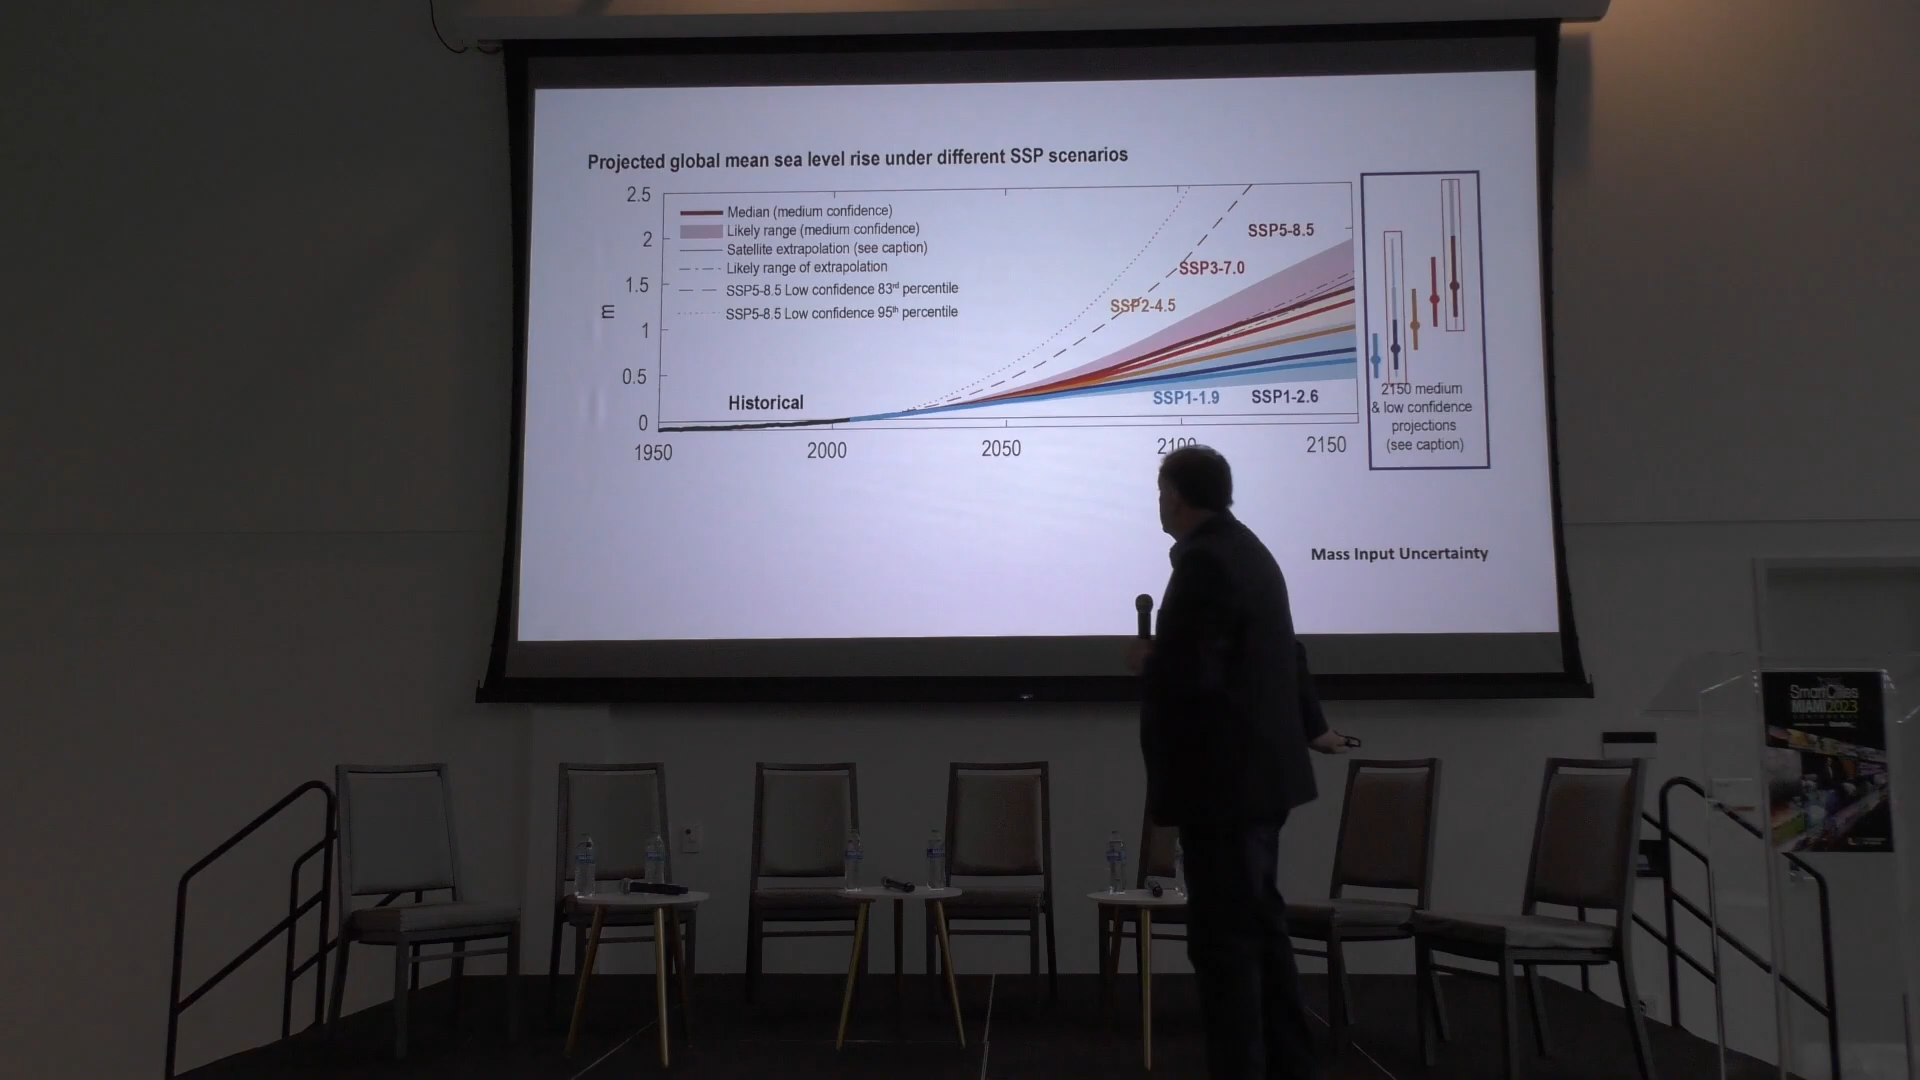 Projected global mean sea level rise under different SSP scenarios
2.5
2
1.5
1
0.5
0
m
Median (medium confidence)
Likely range (medium confidence)
Satellite extrapolation (see caption)
Likely range of extrapolation
SSP5-8.5 Low confidence 83rd percentile
SSP5-8.5 Low confidence 95th percentile
SSP5-8.5
SSP3-7.0
SSP2-4.5
Historical
SSP1-1.9
SSP1-2.6
1950
2000
2050
2100
2150
2150 medium
& low confidence
projections
(see caption)
Mass Input Uncertainty
SmartCities
MIAMI2023